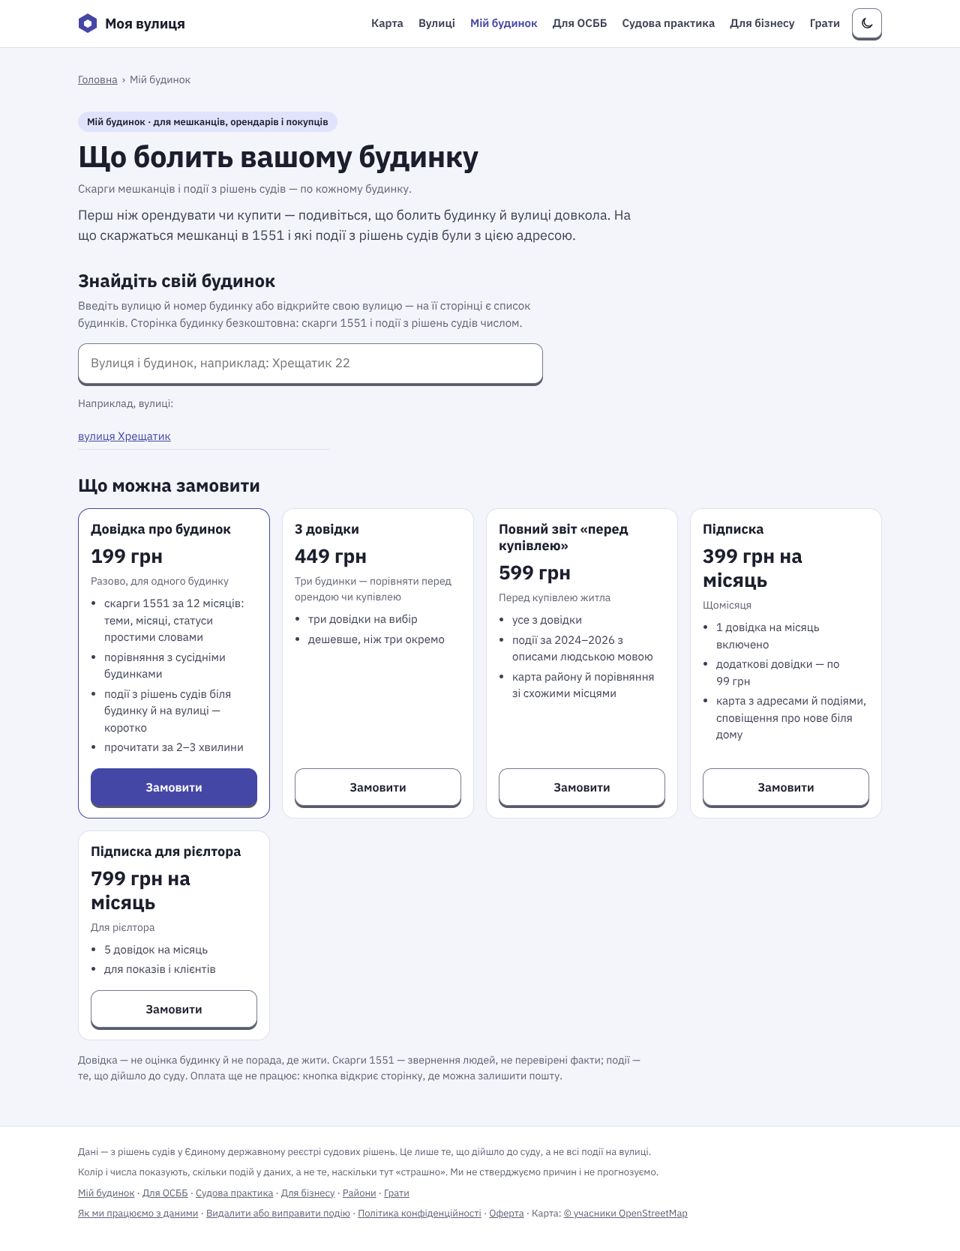 Моя вулиця
Карта Вулиці Мій будинок Для ОСББ Судова практика Для бізнесу Грати
Головна › Мій будинок
Мій будинок · для мешканців, орендарів і покупців
Що болить вашому будинку
Скарги мешканців і події з рішень судів — по кожному будинку.
Перш ніж орендувати чи купити — подивіться, що болить будинку й вулиці довкола. На
що скаржаться мешканці в 1551 і які події з рішень судів були з цією адресою.
Знайдіть свій будинок
Введіть вулицю й номер будинку або відкрийте свою вулицю — на її сторінці є список
будинків. Сторінка будинку безкоштовна: скарги 1551 і події з рішень судів числом.
Вулиця і будинок, наприклад: Хрещатик 22
Наприклад, вулиці:
вулиця Хрещатик
Що можна замовити
Довідка про будинок
199 грн
Разово, для одного будинку
• скарги 1551 за 12 місяців:
теми, місяці, статуси
простими словами
• порівняння з сусідніми
будинками
• події з рішень судів біля
будинку й на вулиці —
коротко
• прочитати за 2–3 хвилини
Замовити
3 довідки
449 грн
Три будинки — порівняти перед
орендою чи купівлею
• три довідки на вибір
• дешевше, ніж три окремо
Замовити
Повний звіт «перед
купівлею»
599 грн
Перед купівлею житла
• усе з довідки
• події за 2024–2026 з
описами людською мовою
• карта району й порівняння
зі схожими місцями
Замовити
Підписка
399 грн на
місяць
Щомісяця
• 1 довідка на місяць
включено
• додаткові довідки — по
99 грн
• карта з адресами й подіями,
сповіщення про нове біля
дому
Замовити
Підписка для рієлтора
799 грн на
місяць
Для рієлтора
• 5 довідок на місяць
• для показів і клієнтів
Замовити
Довідка — не оцінка будинку й не порада, де жити. Скарги 1551 — звернення людей, не перевірені факти; події —
те, що дійшло до суду. Оплата ще не працює: кнопка відкриє сторінку, де можна залишити пошту.
Дані — з рішень судів у Єдиному державному реєстрі судових рішень. Це лише те, що дійшло до суду, а не всі події на вулиці.
Колір і числа показують, скільки подій у даних, а не те, наскільки тут «страшно». Ми не стверджуємо причин і не прогнозуємо.
Мій будинок · Для ОСББ · Судова практика · Для бізнесу · Райони · Грати
Як ми працюємо з даними · Видалити або виправити подію · Політика конфіденційності · Оферта · Карта: © учасники OpenStreetMap